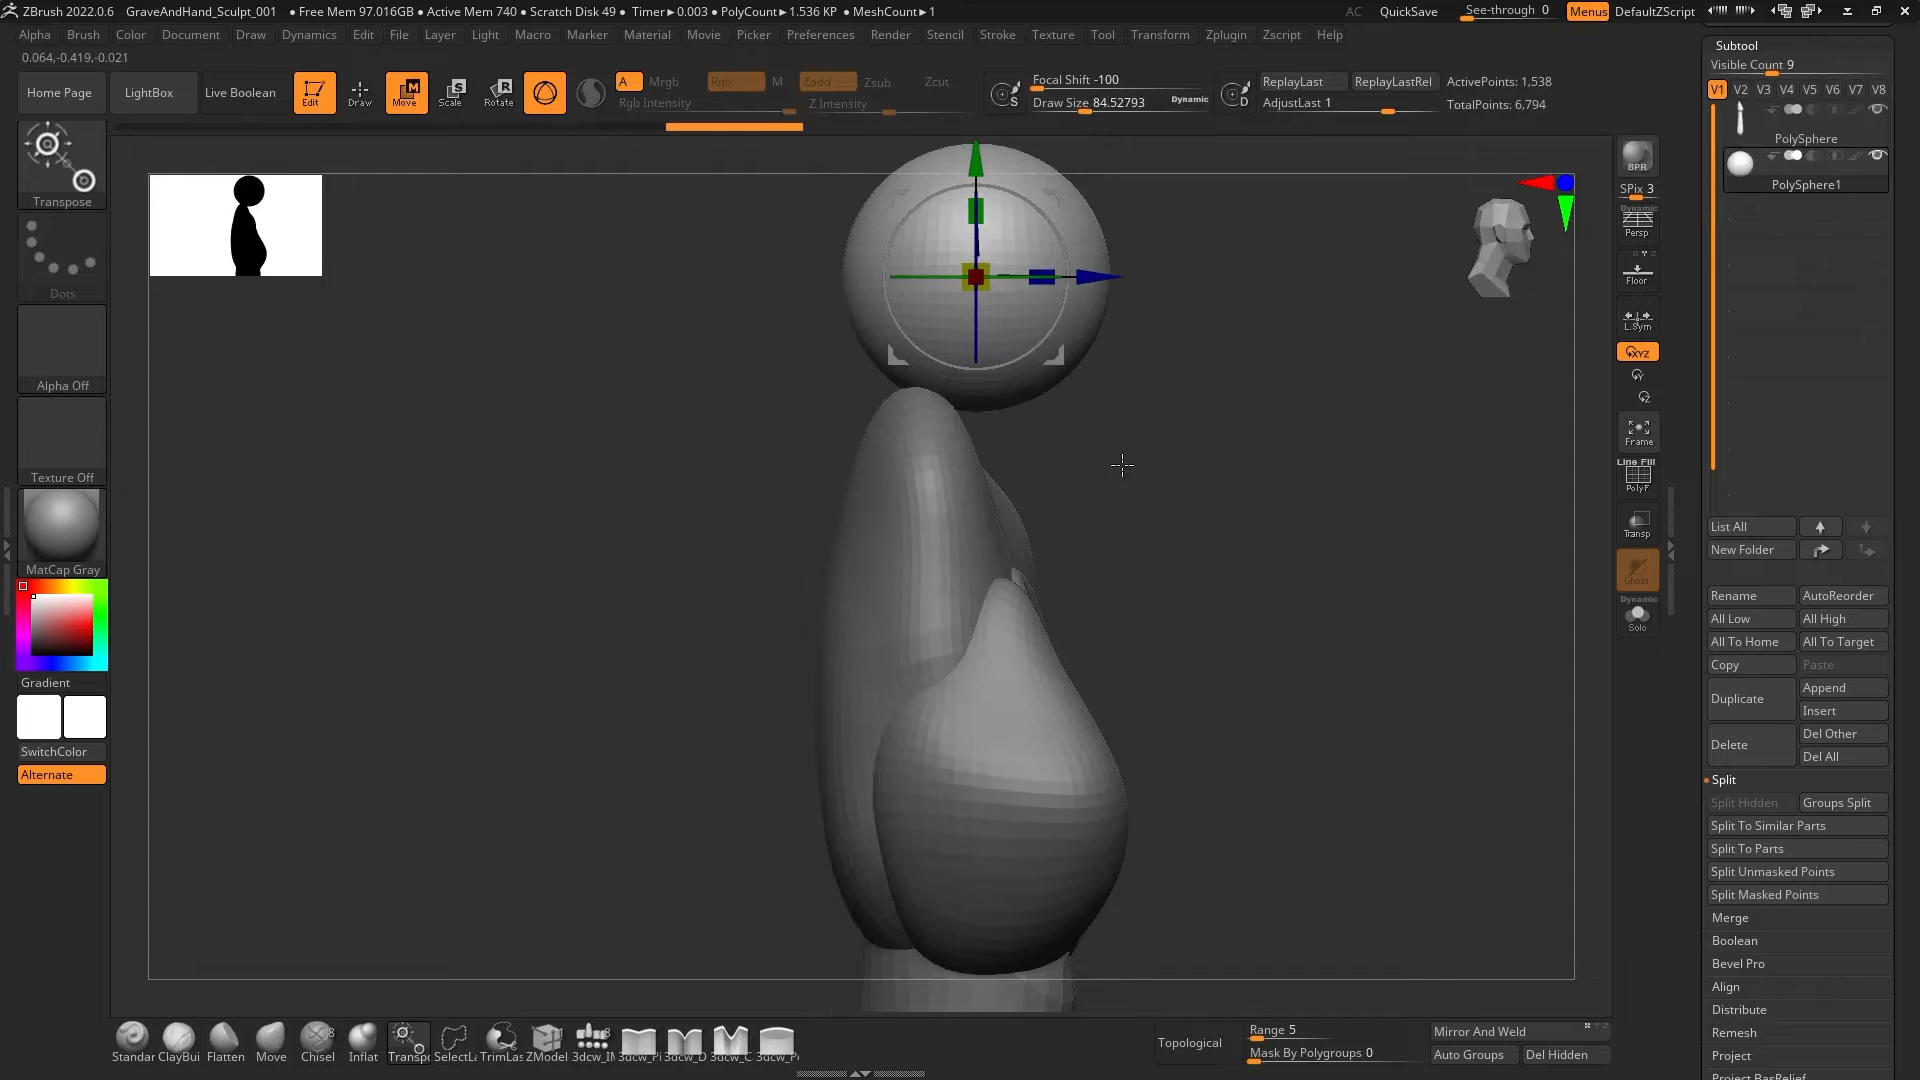 ZBrush 2022.0.6 GraveAndHand_Sculpt_001 • Free Mem 97.016GB • Active Mem 740 • Scratch Disk 49 • Timer▸0.003 • PolyCount▸1.536 KP • MeshCount▸1 AC QuickSave See-through 0 Menus DefaultZScript
Alpha Brush Color Document Draw Dynamics Edit File Layer Light Macro Marker Material Movie Picker Preferences Render Stencil Stroke Texture Tool Transform Zplugin Zscript Help
0.064,-0.419,-0.021
Home Page LightBox Live Boolean Edit Draw Move Scale Rotate A Mrgb Rgb M Zadd Zsub Zcut
Rgb Intensity Z Intensity
S Focal Shift -100
Draw Size 84.52793 Dynamic D
ReplayLast ReplayLastRel ActivePoints: 1,538
AdjustLast 1 TotalPoints: 6,794
Transpose
Dots
Alpha Off
Texture Off
MatCap Gray
Gradient
SwitchColor
Alternate
BPR
SPix 3
Dynamic
Persp
Floor
L.Sym
XYZ
Y
Z
Frame
Line Fill
PolyF
Transp
Ghost
Dynamic
Solo
Subtool
Visible Count 9
V1 V2 V3 V4 V5 V6 V7 V8
PolySphere
PolySphere1
List All
New Folder
Rename AutoReorder
All Low All High
All To Home All To Target
Copy Paste
Duplicate Append
Insert
Delete Del Other
Del All
Split
Split Hidden Groups Split
Split To Similar Parts
Split To Parts
Split Unmasked Points
Split Masked Points
Merge
Boolean
Bevel Pro
Align
Distribute
Remesh
Project
Project BasRelief
Standar ClayBui Flatten Move Chisel Inflat Transpo SelectLa TrimLas ZModel 3dcw_IM 3dcw_Pi 3dcw_D 3dcw_C 3dcw_Po
Topological Range 5
Mask By Polygroups 0
Mirror And Weld
Auto Groups Del Hidden